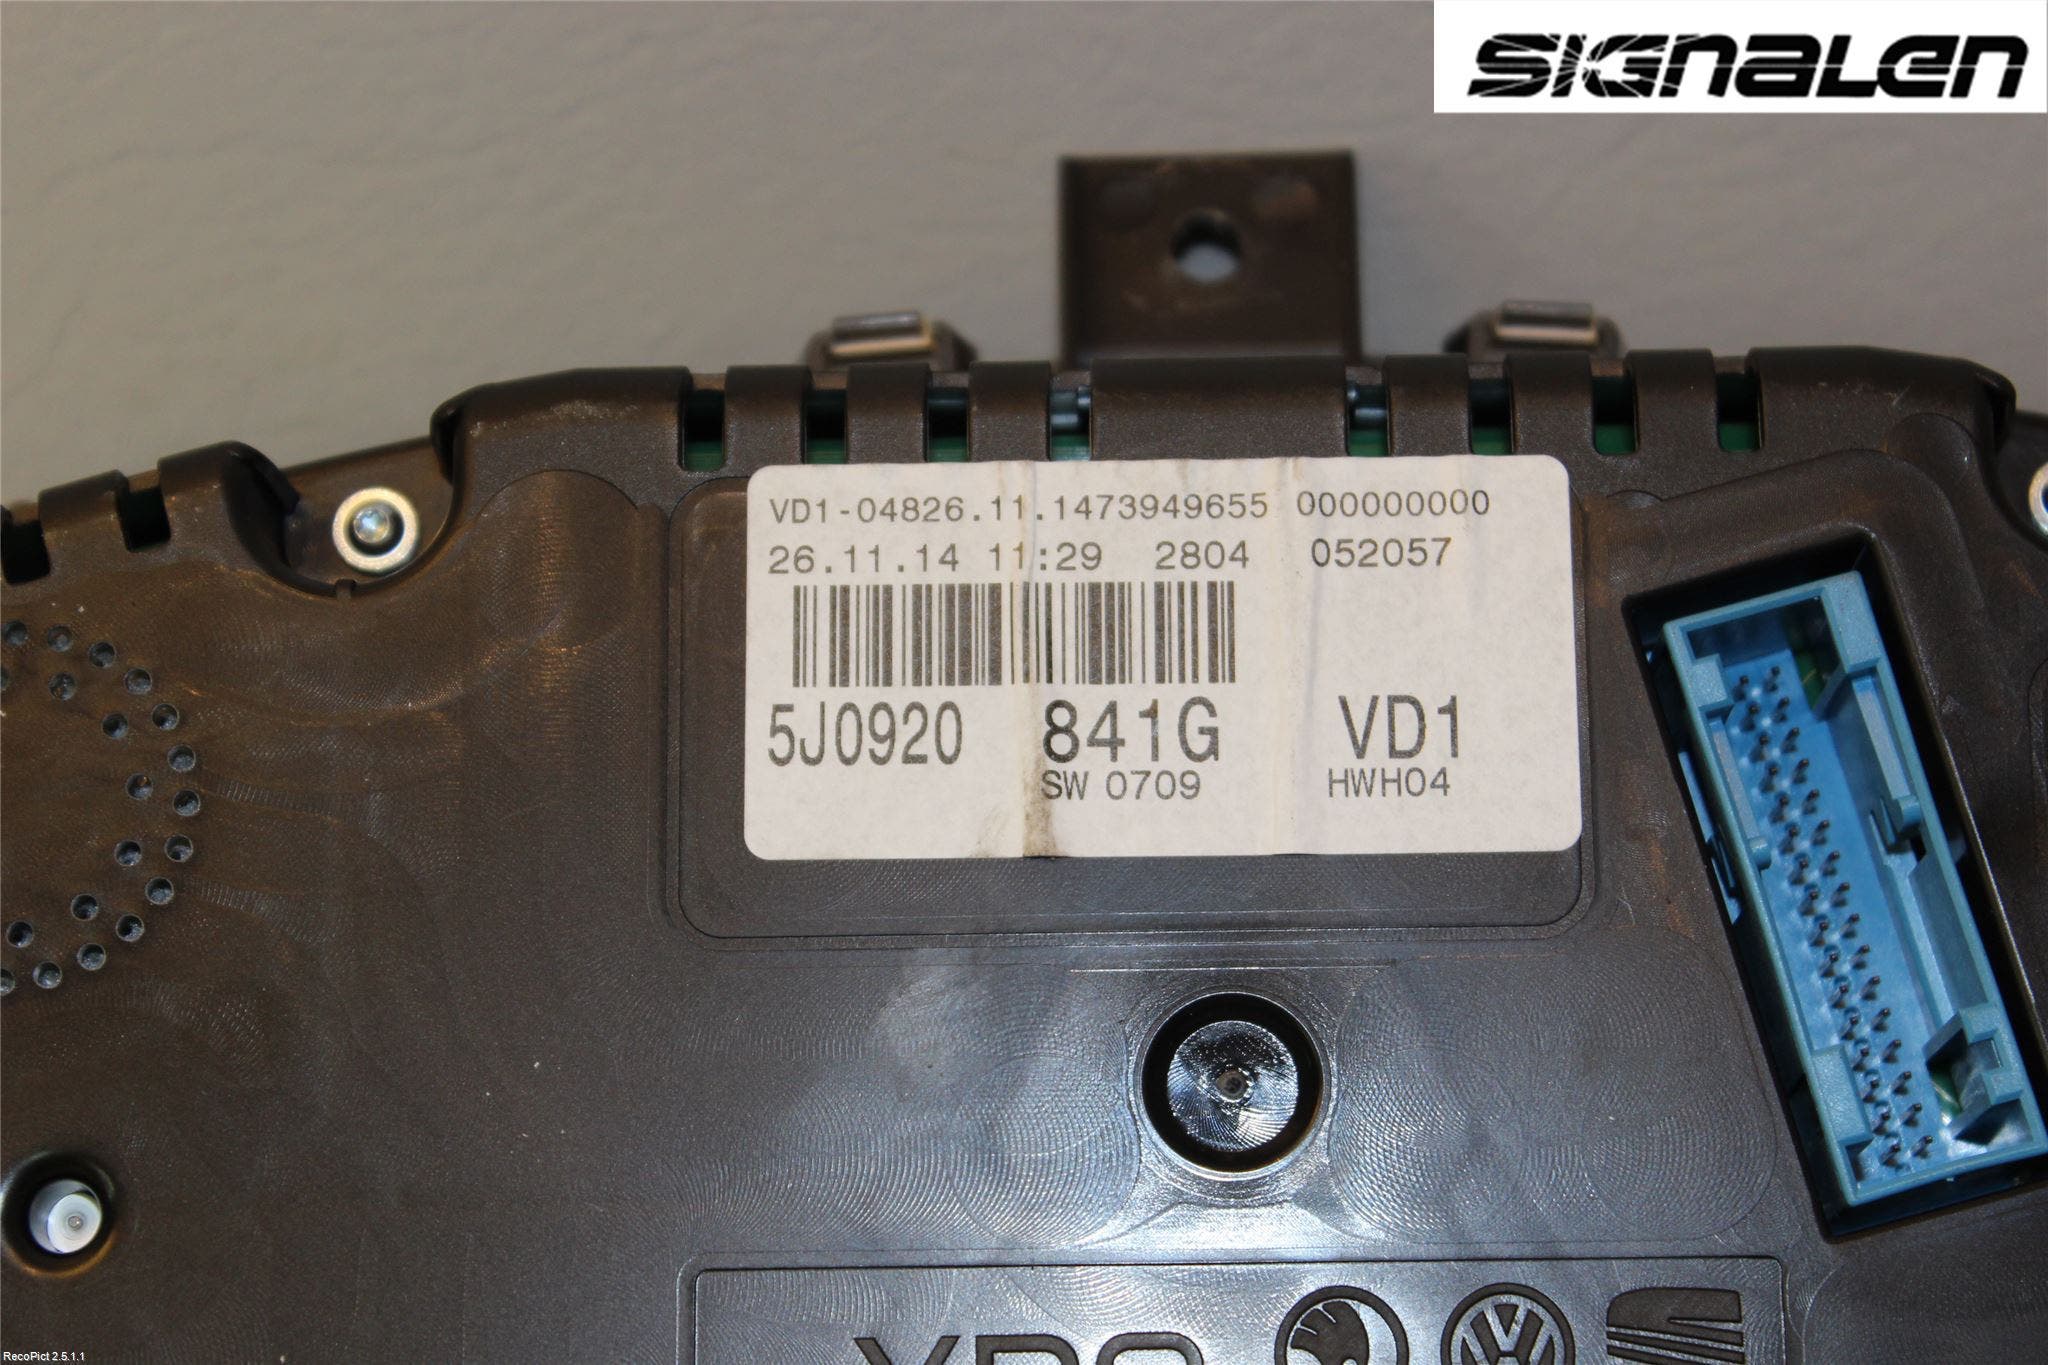 SIGNALEN
VD1-04826.11.1473949655 000000000
26.11.14 11:29 2804 052057
5J0920 841G VD1
SW 0709 HWH04
RecoPict 2.5.1.1